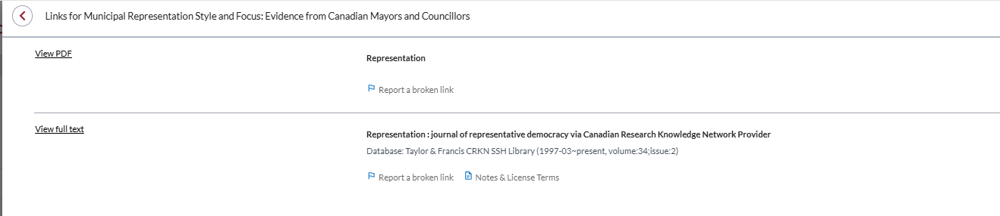 Links for Municipal Representation Style and Focus: Evidence from Canadian Mayors and Councillors
View PDF
Representation
Report a broken link
View full text
Representation : journal of representative democracy via Canadian Research Knowledge Network Provider
Database: Taylor & Francis CRKN SSH Library (1997-03~present, volume:34;issue:2)
Report a broken link Notes & License Terms